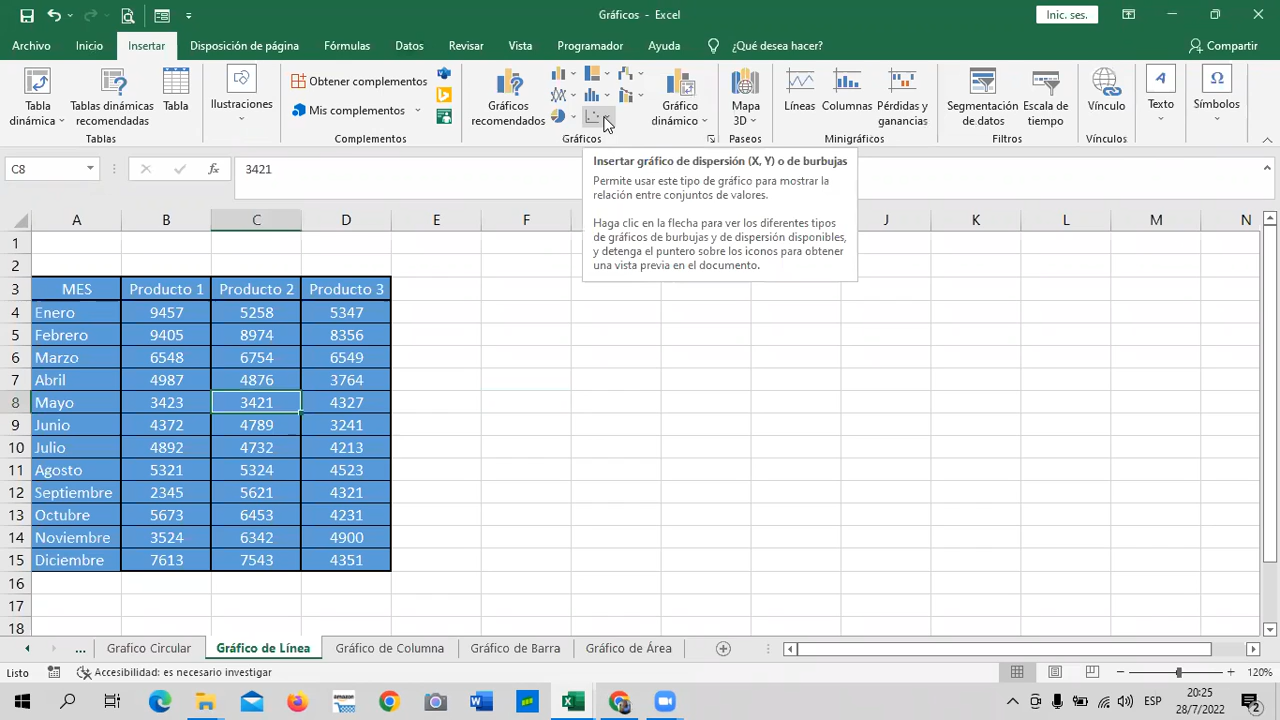 Gráficos - Excel
Inic. ses.
Archivo Inicio Insertar Disposición de página Fórmulas Datos Revisar Vista Programador Ayuda ¿Qué desea hacer? Compartir
Tabla dinámica
Tablas dinámicas recomendadas
Tabla
Tablas
Ilustraciones
Obtener complementos
Mis complementos
Complementos
Gráficos recomendados
Gráfico dinámico
Gráficos
Mapa 3D
Paseos
Líneas
Columnas
Pérdidas y ganancias
Minigráficos
Segmentación de datos
Escala de tiempo
Filtros
Vínculo
Vínculos
Texto
Símbolos
C8
fx
3421
Insertar gráfico de dispersión (X, Y) o de burbujas
Permite usar este tipo de gráfico para mostrar la
relación entre conjuntos de valores.
Haga clic en la flecha para ver los diferentes tipos
de gráficos de burbujas y de dispersión disponibles,
y detenga el puntero sobre los iconos para obtener
una vista previa en el documento.
A B C D E F J K L M N
1
2
3 MES Producto 1 Producto 2 Producto 3
4 Enero 9457 5258 5347
5 Febrero 9405 8974 8356
6 Marzo 6548 6754 6549
7 Abril 4987 4876 3764
8 Mayo 3423 3421 4327
9 Junio 4372 4789 3241
10 Julio 4892 4732 4213
11 Agosto 5321 5324 4523
12 Septiembre 2345 5621 4321
13 Octubre 5673 6453 4231
14 Noviembre 3524 6342 4900
15 Diciembre 7613 7543 4351
16
17
18
... Grafico Circular Gráfico de Línea Gráfico de Columna Gráfico de Barra Gráfico de Área
Listo Accesibilidad: es necesario investigar 120%
amazon
ESP
20:25
28/7/2022
2